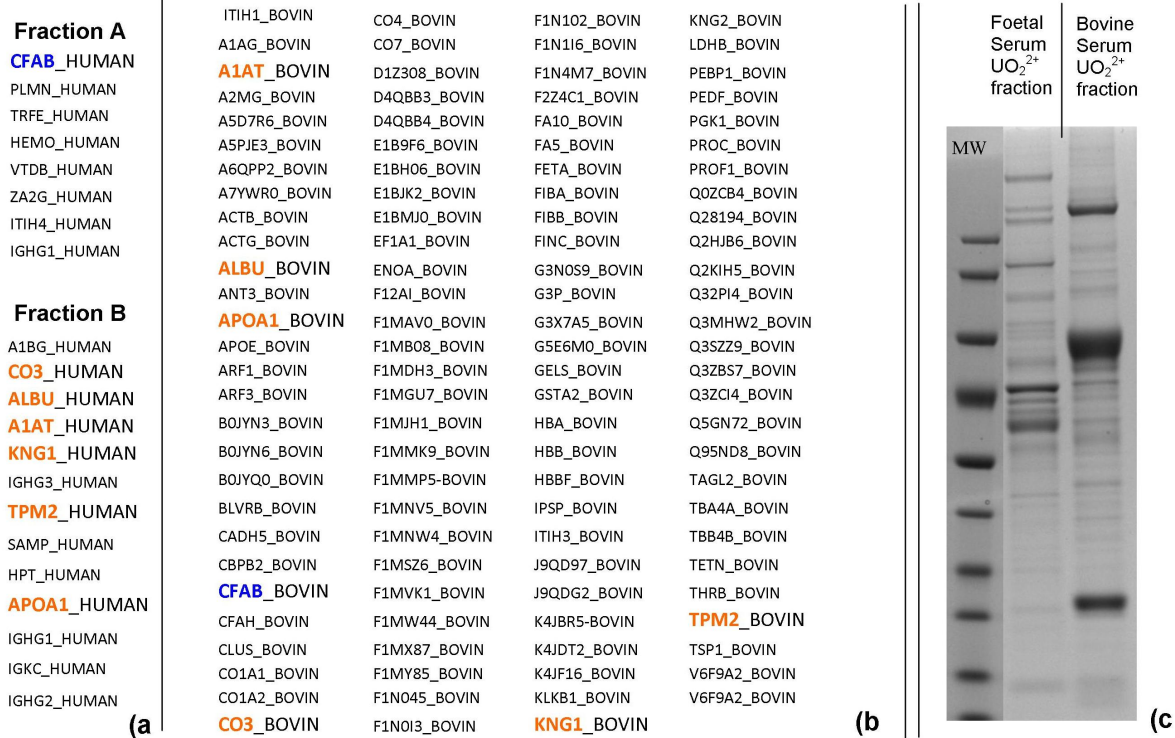 Fraction A
CFAB_HUMAN
PLMN_HUMAN
TRFE_HUMAN
HEMO_HUMAN
VTDB_HUMAN
ZA2G_HUMAN
ITIH4_HUMAN
IGHG1_HUMAN
Fraction B
A1BG_HUMAN
CO3_HUMAN
ALBU_HUMAN
A1AT_HUMAN
KNG1_HUMAN
IGHG3_HUMAN
TPM2_HUMAN
SAMP_HUMAN
HPT_HUMAN
APOA1_HUMAN
IGHG1_HUMAN
IGKC_HUMAN
IGHG2_HUMAN
(a
ITIH1_BOVIN
A1AG_BOVIN
A1AT_BOVIN
A2MG_BOVIN
A5D7R6_BOVIN
A5PJE3_BOVIN
A6QPP2_BOVIN
A7YWR0_BOVIN
ACTB_BOVIN
ACTG_BOVIN
ALBU_BOVIN
ANT3_BOVIN
APOA1_BOVIN
APOE_BOVIN
ARF1_BOVIN
ARF3_BOVIN
B0JYN3_BOVIN
B0JYN6_BOVIN
B0JYQ0_BOVIN
BLVRB_BOVIN
CADH5_BOVIN
CBPB2_BOVIN
CFAB_BOVIN
CFAH_BOVIN
CLUS_BOVIN
CO1A1_BOVIN
CO1A2_BOVIN
CO3_BOVIN
CO4_BOVIN
CO7_BOVIN
D1Z308_BOVIN
D4QBB3_BOVIN
D4QBB4_BOVIN
E1B9F6_BOVIN
E1BH06_BOVIN
E1BJK2_BOVIN
E1BMJ0_BOVIN
EF1A1_BOVIN
ENOA_BOVIN
F12AI_BOVIN
F1MAV0_BOVIN
F1MB08_BOVIN
F1MDH3_BOVIN
F1MGU7_BOVIN
F1MJH1_BOVIN
F1MMK9_BOVIN
F1MMP5-BOVIN
F1MNV5_BOVIN
F1MNW4_BOVIN
F1MSZ6_BOVIN
F1MVK1_BOVIN
F1MW44_BOVIN
F1MX87_BOVIN
F1MY85_BOVIN
F1N045_BOVIN
F1N0I3_BOVIN
F1N102_BOVIN
F1N1I6_BOVIN
F1N4M7_BOVIN
F2Z4C1_BOVIN
FA10_BOVIN
FA5_BOVIN
FETA_BOVIN
FIBA_BOVIN
FIBB_BOVIN
FINC_BOVIN
G3N0S9_BOVIN
G3P_BOVIN
G3X7A5_BOVIN
G5E6M0_BOVIN
GELS_BOVIN
GSTA2_BOVIN
HBA_BOVIN
HBB_BOVIN
HBBF_BOVIN
IPSP_BOVIN
ITIH3_BOVIN
J9QD97_BOVIN
J9QDG2_BOVIN
K4JBR5-BOVIN
K4JDT2_BOVIN
K4JF16_BOVIN
KLKB1_BOVIN
KNG1_BOVIN
KNG2_BOVIN
LDHB_BOVIN
PEBP1_BOVIN
PEDF_BOVIN
PGK1_BOVIN
PROC_BOVIN
PROF1_BOVIN
Q0ZCB4_BOVIN
Q28194_BOVIN
Q2HJB6_BOVIN
Q2KIH5_BOVIN
Q32PI4_BOVIN
Q3MHW2_BOVIN
Q3SZZ9_BOVIN
Q3ZBS7_BOVIN
Q3ZCI4_BOVIN
Q5GN72_BOVIN
Q95ND8_BOVIN
TAGL2_BOVIN
TBA4A_BOVIN
TBB4B_BOVIN
TETN_BOVIN
THRB_BOVIN
TPM2_BOVIN
TSP1_BOVIN
V6F9A2_BOVIN
V6F9A2_BOVIN
(b
Foetal
Serum
UO₂²⁺
fraction
Bovine
Serum
UO₂²⁺
fraction
MW
(c